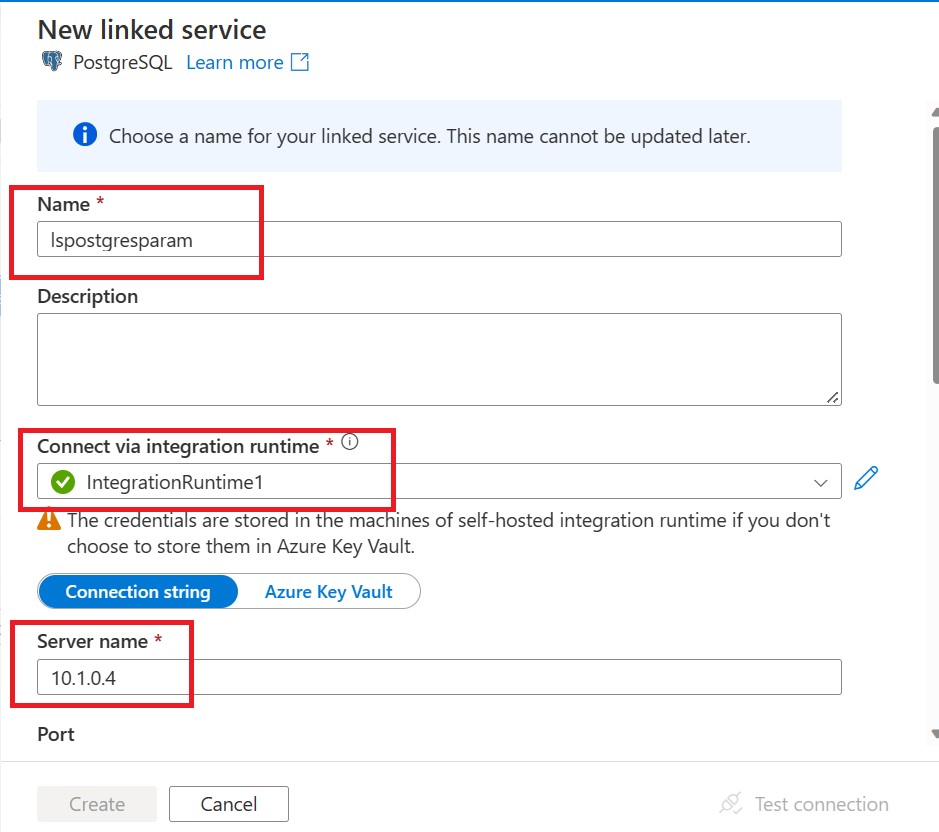 New linked service
PostgreSQL Learn more
Choose a name for your linked service. This name cannot be updated later.
Name *
lspostgresparam
Description
Connect via integration runtime *
IntegrationRuntime1
The credentials are stored in the machines of self-hosted integration runtime if you don't
choose to store them in Azure Key Vault.
Connection string Azure Key Vault
Server name *
10.1.0.4
Port
Create Cancel Test connection